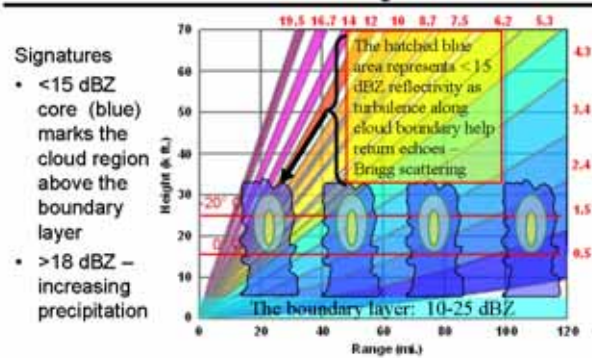 Signatures
• <15 dBZ
core (blue)
marks the
cloud region
above the
boundary
layer
• >18 dBZ –
increasing
precipitation
19.5 16.7 14 12 10 8.7 7.5 6.2 5.3
4.3
3.4
2.4
1.5
0.5
Height (k ft.)
70
60
50
40
30
20
10
0
The hatched blue
area represents <15
dBZ reflectivity as
turbulence along
cloud boundary help
return echoes –
Bragg scattering
-20°
0
The boundary layer: 10-25 dBZ
0 20 40 60 80 100 120
Range (mi.)